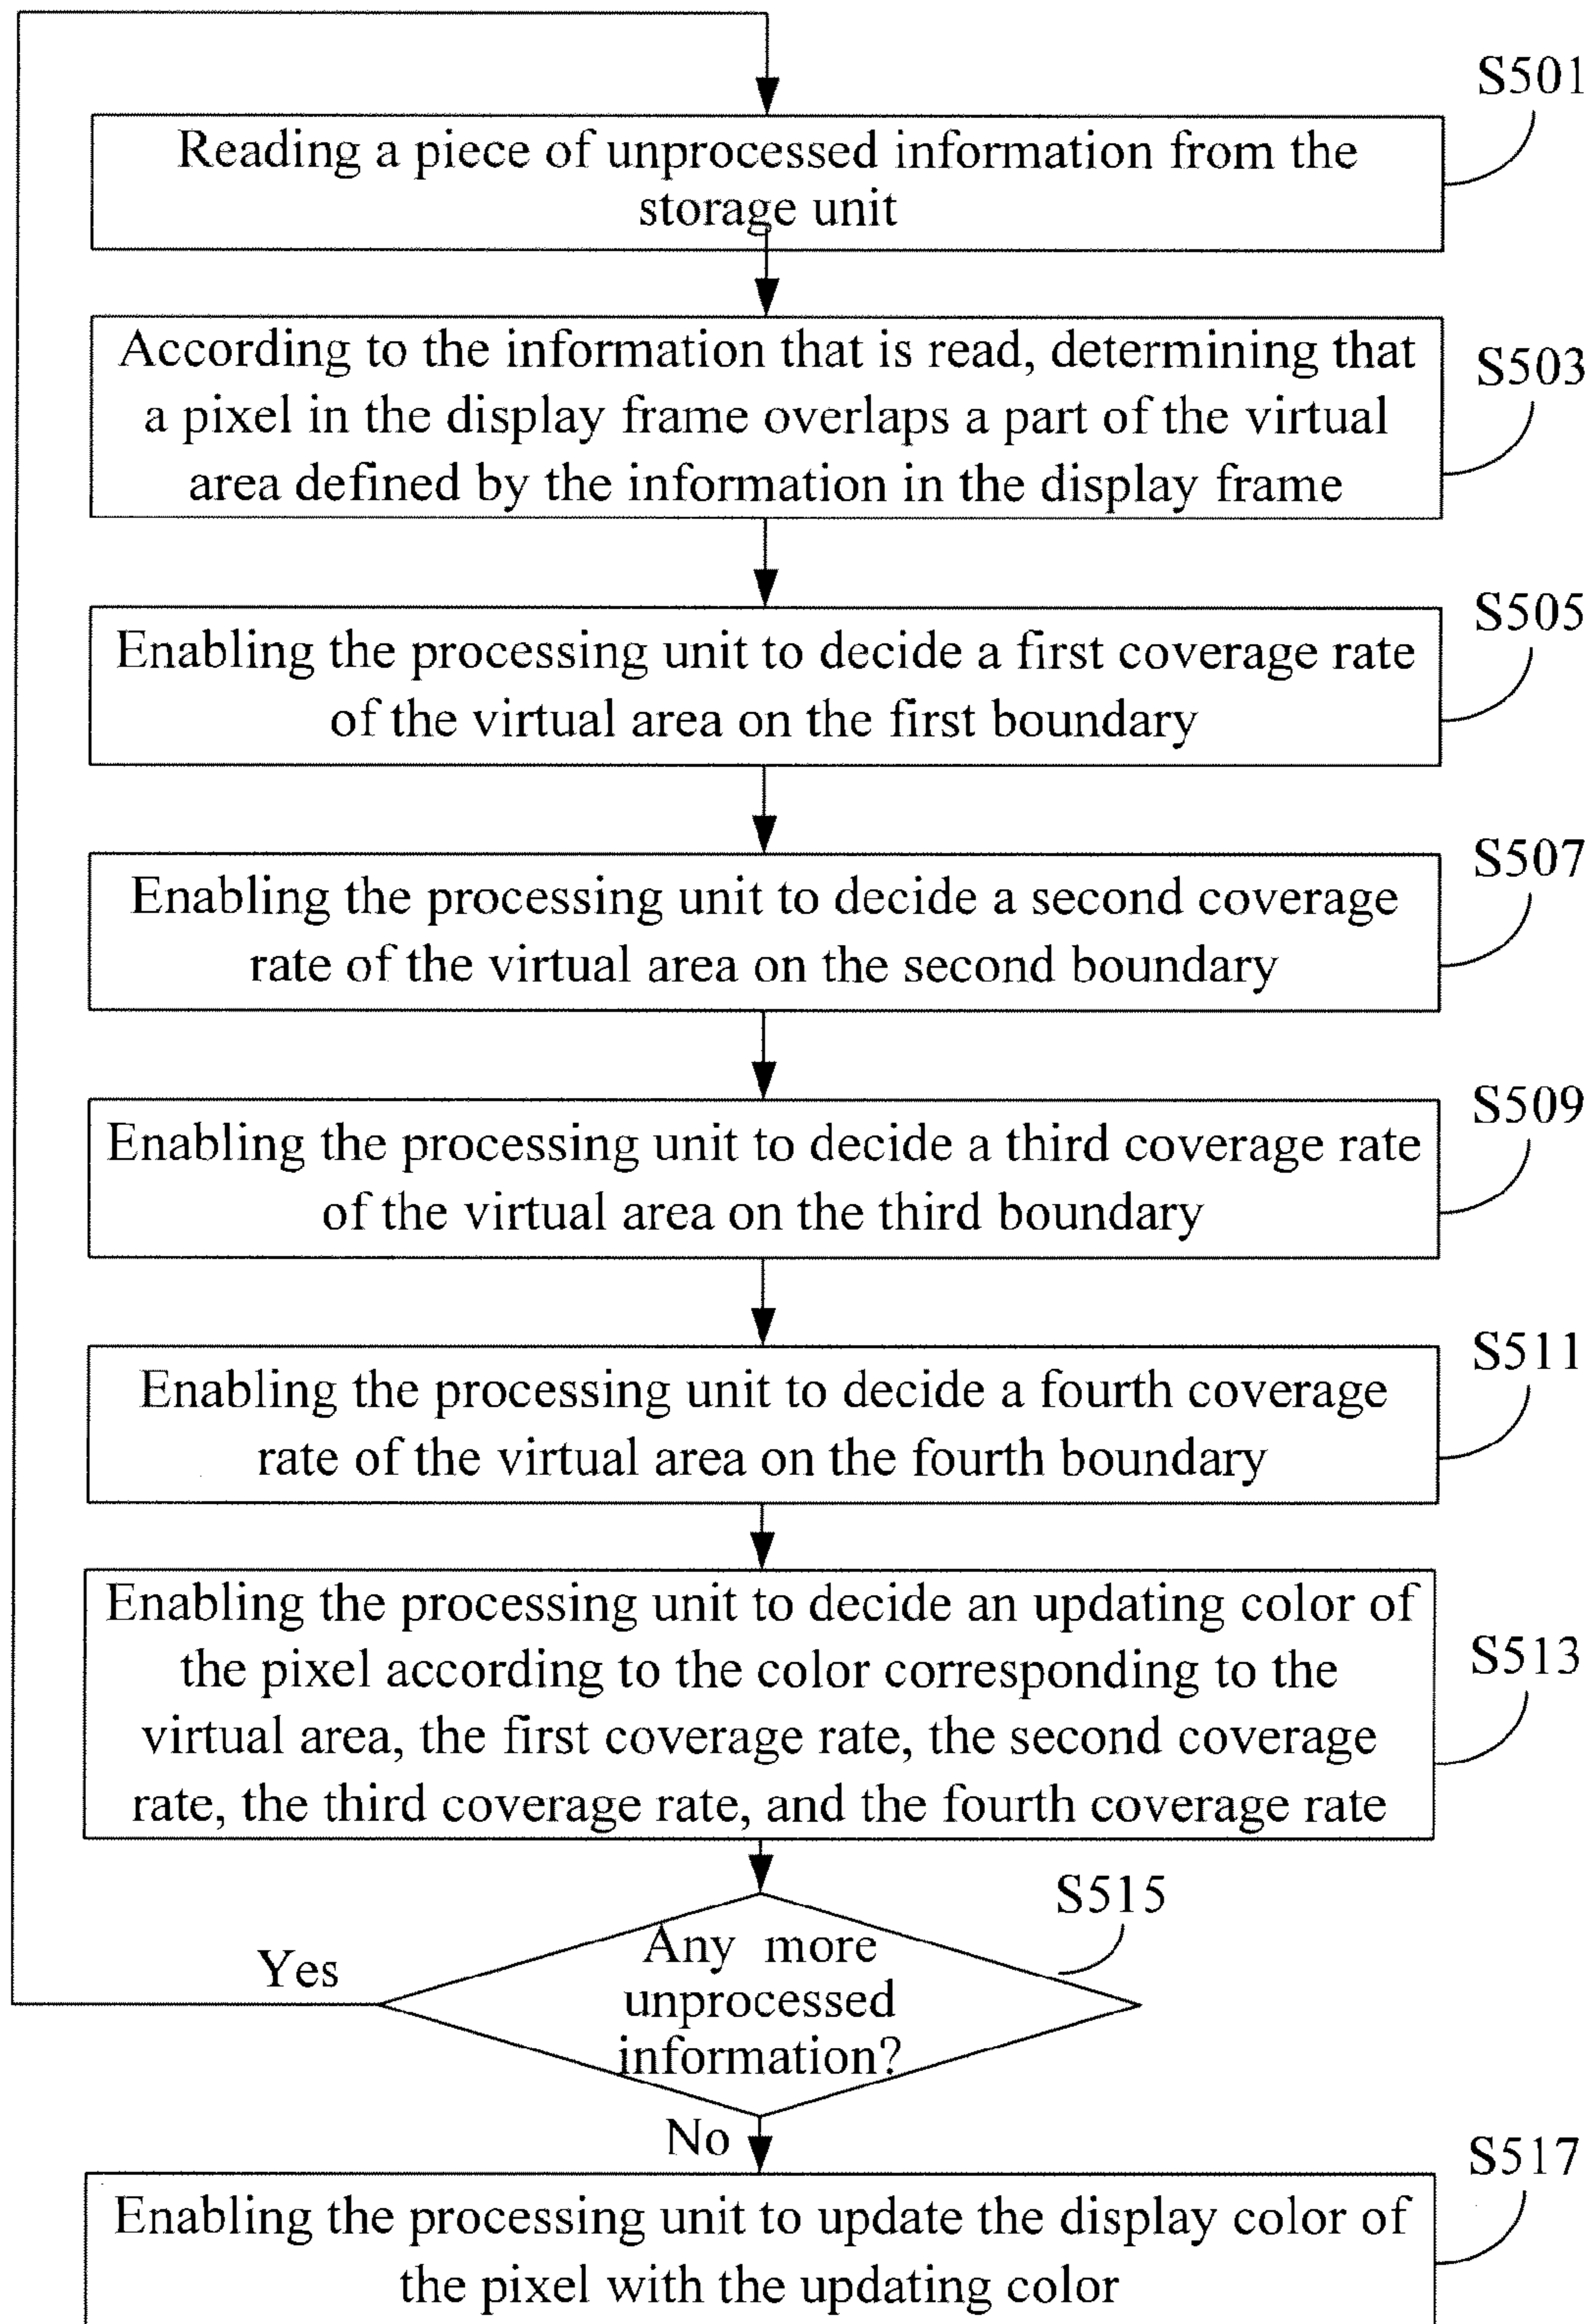 S501
Reading a piece of unprocessed information from the
storage unit
S503
According to the information that is read, determining that
a pixel in the display frame overlaps a part of the virtual
area defined by the information in the display frame
S505
Enabling the processing unit to decide a first coverage rate
of the virtual area on the first boundary
S507
Enabling the processing unit to decide a second coverage
rate of the virtual area on the second boundary
S509
Enabling the processing unit to decide a third coverage rate
of the virtual area on the third boundary
S511
Enabling the processing unit to decide a fourth coverage
rate of the virtual area on the fourth boundary
S513
Enabling the processing unit to decide an updating color of
the pixel according to the color corresponding to the
virtual area, the first coverage rate, the second coverage
rate, the third coverage rate, and the fourth coverage rate
S515
Any more
unprocessed
information?
Yes
No
S517
Enabling the processing unit to update the display color of
the pixel with the updating color